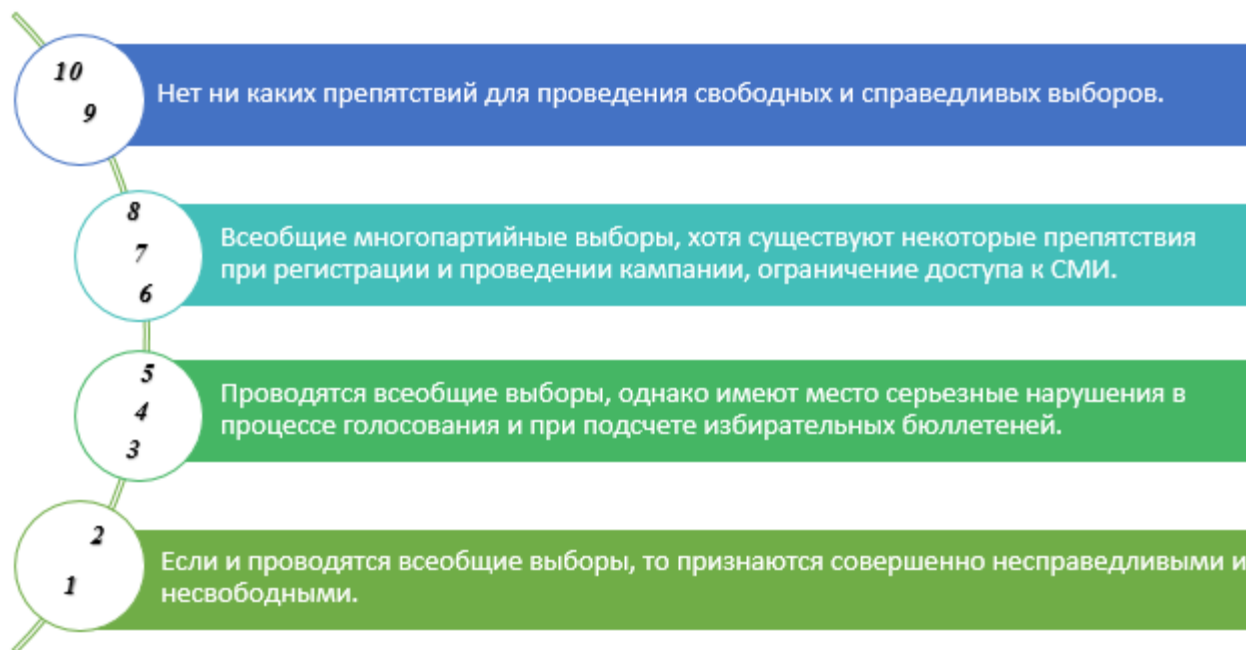 10
9
Нет ни каких препятствий для проведения свободных и справедливых выборов.
8
7
6
Всеобщие многопартийные выборы, хотя существуют некоторые препятствия
при регистрации и проведении кампании, ограничение доступа к СМИ.
5
4
3
Проводятся всеобщие выборы, однако имеют место серьезные нарушения в
процессе голосования и при подсчете избирательных бюллетеней.
2
1
Если и проводятся всеобщие выборы, то признаются совершенно несправедливыми и
несвободными.